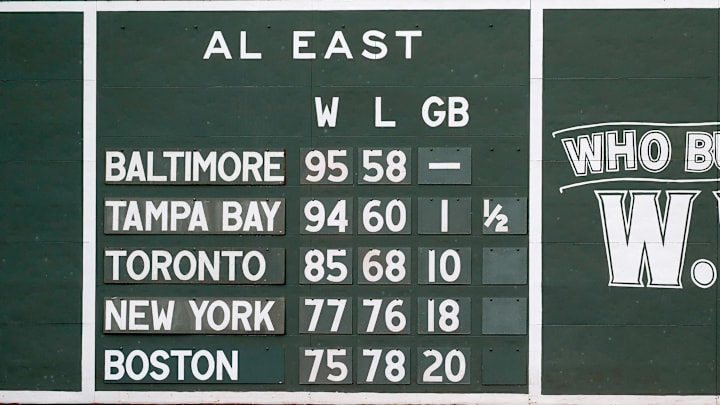 AL EAST
W L GB
BALTIMORE 95 58 —
TAMPA BAY 94 60 1 ½
TORONTO 85 68 10
NEW YORK 77 76 18
BOSTON 75 78 20
WHO
W.